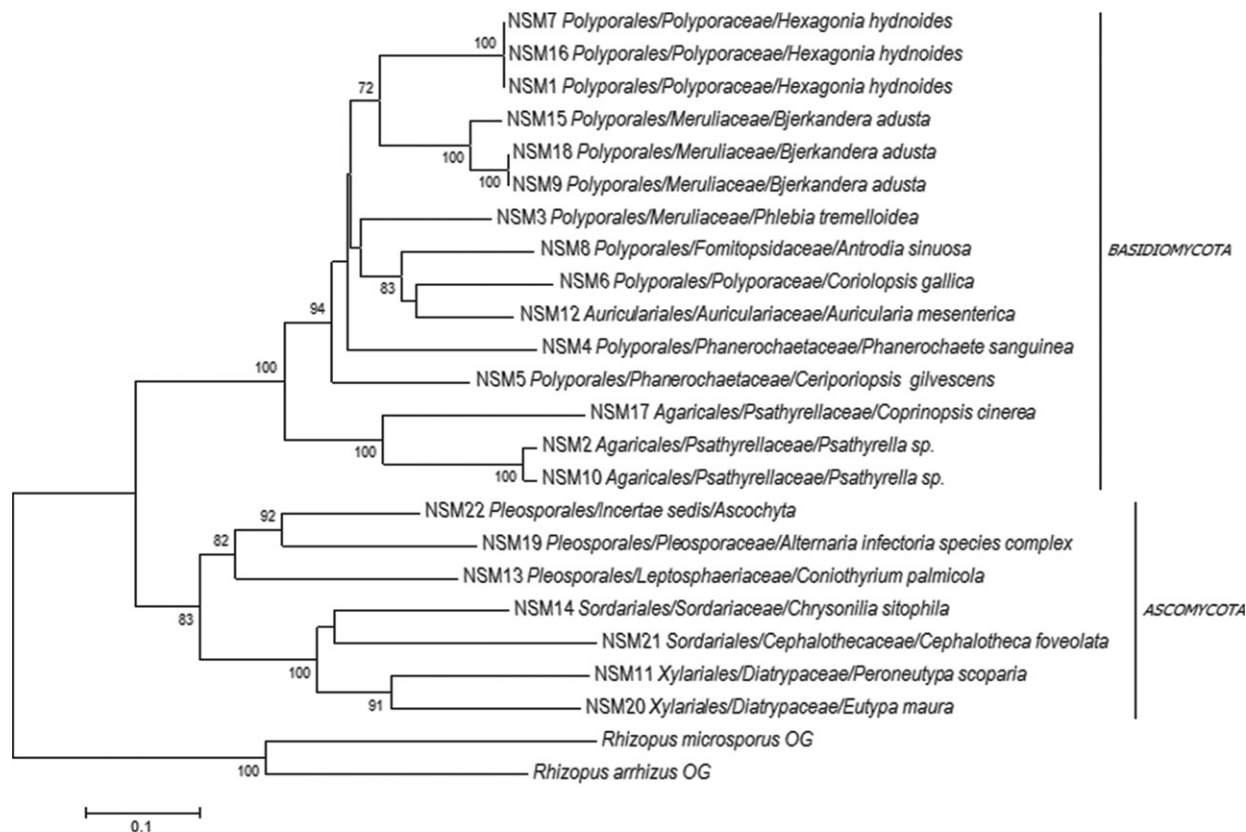 NSM7 Polyporales/Polyporaceae/Hexagonia hydnoides
100
NSM16 Polyporales/Polyporaceae/Hexagonia hydnoides
NSM1 Polyporales/Polyporaceae/Hexagonia hydnoides
72
NSM15 Polyporales/Meruliaceae/Bjerkandera adusta
100
NSM18 Polyporales/Meruliaceae/Bjerkandera adusta
100
NSM9 Polyporales/Meruliaceae/Bjerkandera adusta
NSM3 Polyporales/Meruliaceae/Phlebia tremelloidea
NSM8 Polyporales/Fomitopsidaceae/Antrodia sinuosa
BASIDIOMYCOTA
83
NSM6 Polyporales/Polyporaceae/Coriolopsis gallica
94
NSM12 Auriculariales/Auriculariaceae/Auricularia mesenterica
NSM4 Polyporales/Phanerochaetaceae/Phanerochaete sanguinea
100
NSM5 Polyporales/Phanerochaetaceae/Ceriporiopsis gilvescens
NSM17 Agaricales/Psathyrellaceae/Coprinopsis cinerea
100
NSM2 Agaricales/Psathyrellaceae/Psathyrella sp.
100
NSM10 Agaricales/Psathyrellaceae/Psathyrella sp.
92
NSM22 Pleosporales/Incertae sedis/Ascochyta
82
NSM19 Pleosporales/Pleosporaceae/Alternaria infectoria species complex
NSM13 Pleosporales/Leptosphaeriaceae/Coniothyrium palmicola
83
NSM14 Sordariales/Sordariaceae/Chrysonilia sitophila
ASCOMYCOTA
NSM21 Sordariales/Cephalothecaceae/Cephalotheca foveolata
100
NSM11 Xylariales/Diatrypaceae/Peroneutypa scoparia
91
NSM20 Xylariales/Diatrypaceae/Eutypa maura
Rhizopus microsporus OG
100
Rhizopus arrhizus OG
0.1